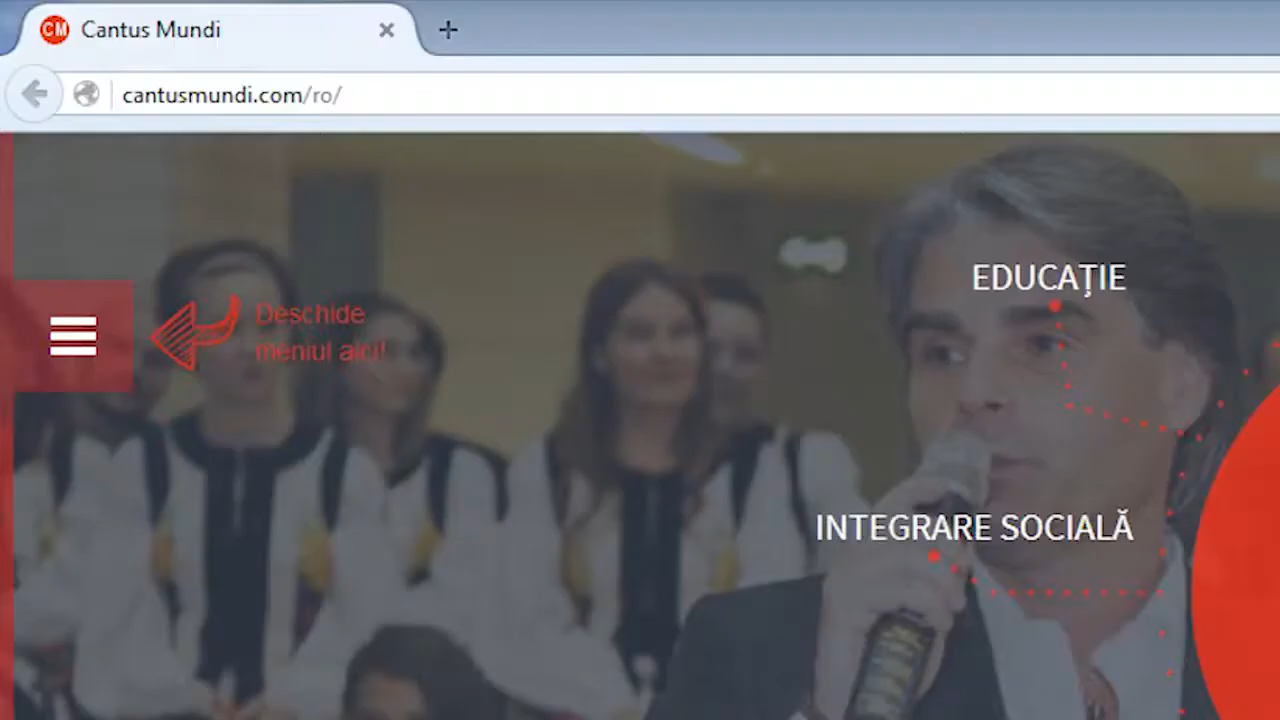 CM Cantus Mundi
cantusmundi.com/ro/
EDUCAȚIE
Deschide
meniul aici!
INTEGRARE SOCIALĂ